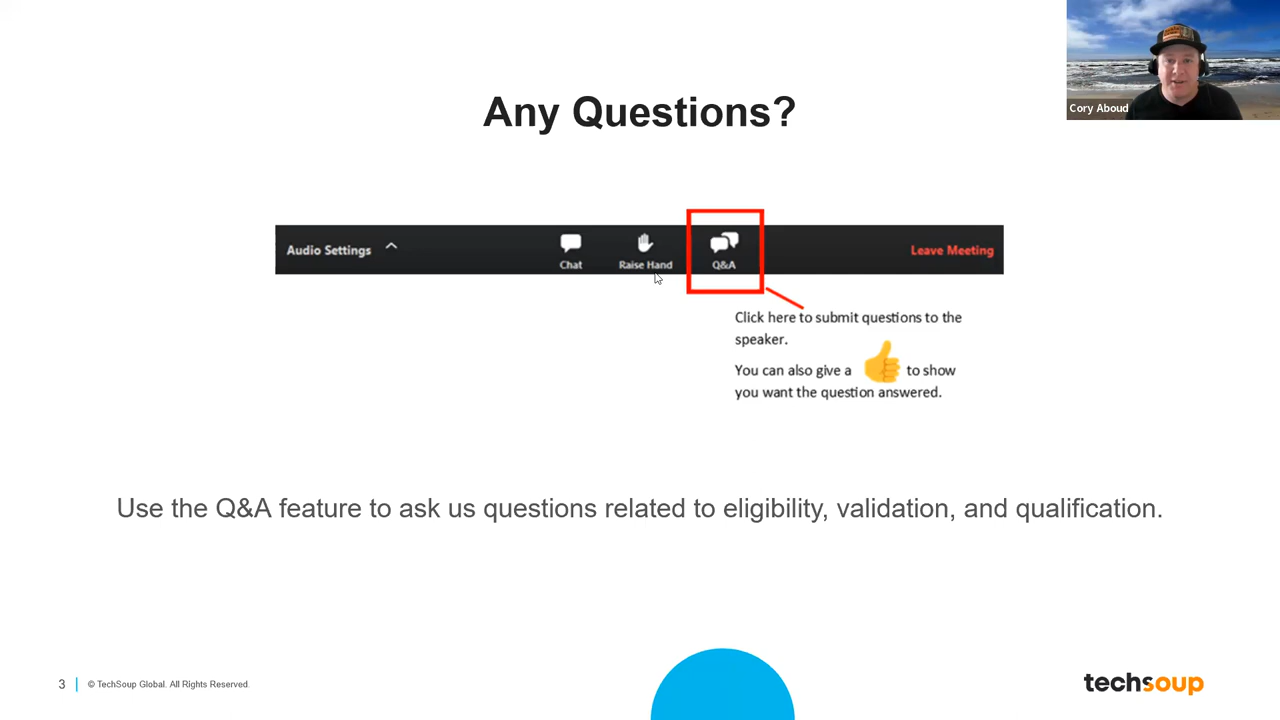 Any Questions?
Cory Aboud
Audio Settings
Chat
Raise Hand
Q&A
Leave Meeting
Click here to submit questions to the
speaker.
You can also give a 👍 to show
you want the question answered.
Use the Q&A feature to ask us questions related to eligibility, validation, and qualification.
3
© TechSoup Global. All Rights Reserved.
techsoup